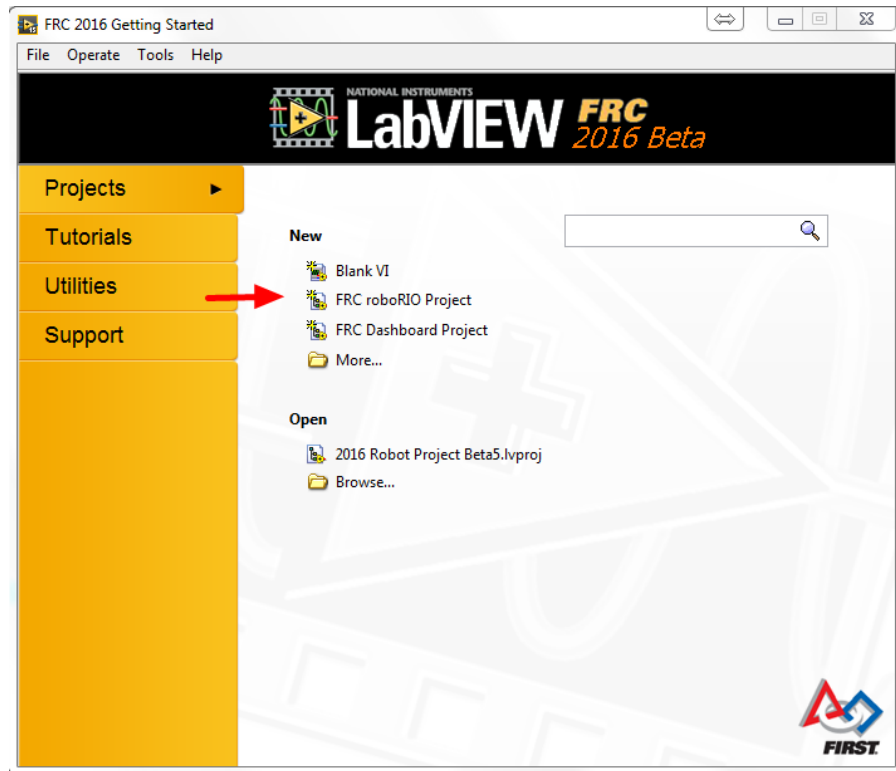 FRC 2016 Getting Started
File Operate Tools Help
NATIONAL INSTRUMENTS
LabVIEW FRC
2016 Beta
Projects
Tutorials
Utilities
Support
New
Blank VI
FRC roboRIO Project
FRC Dashboard Project
More...
Open
2016 Robot Project Beta5.lvproj
Browse...
FIRST